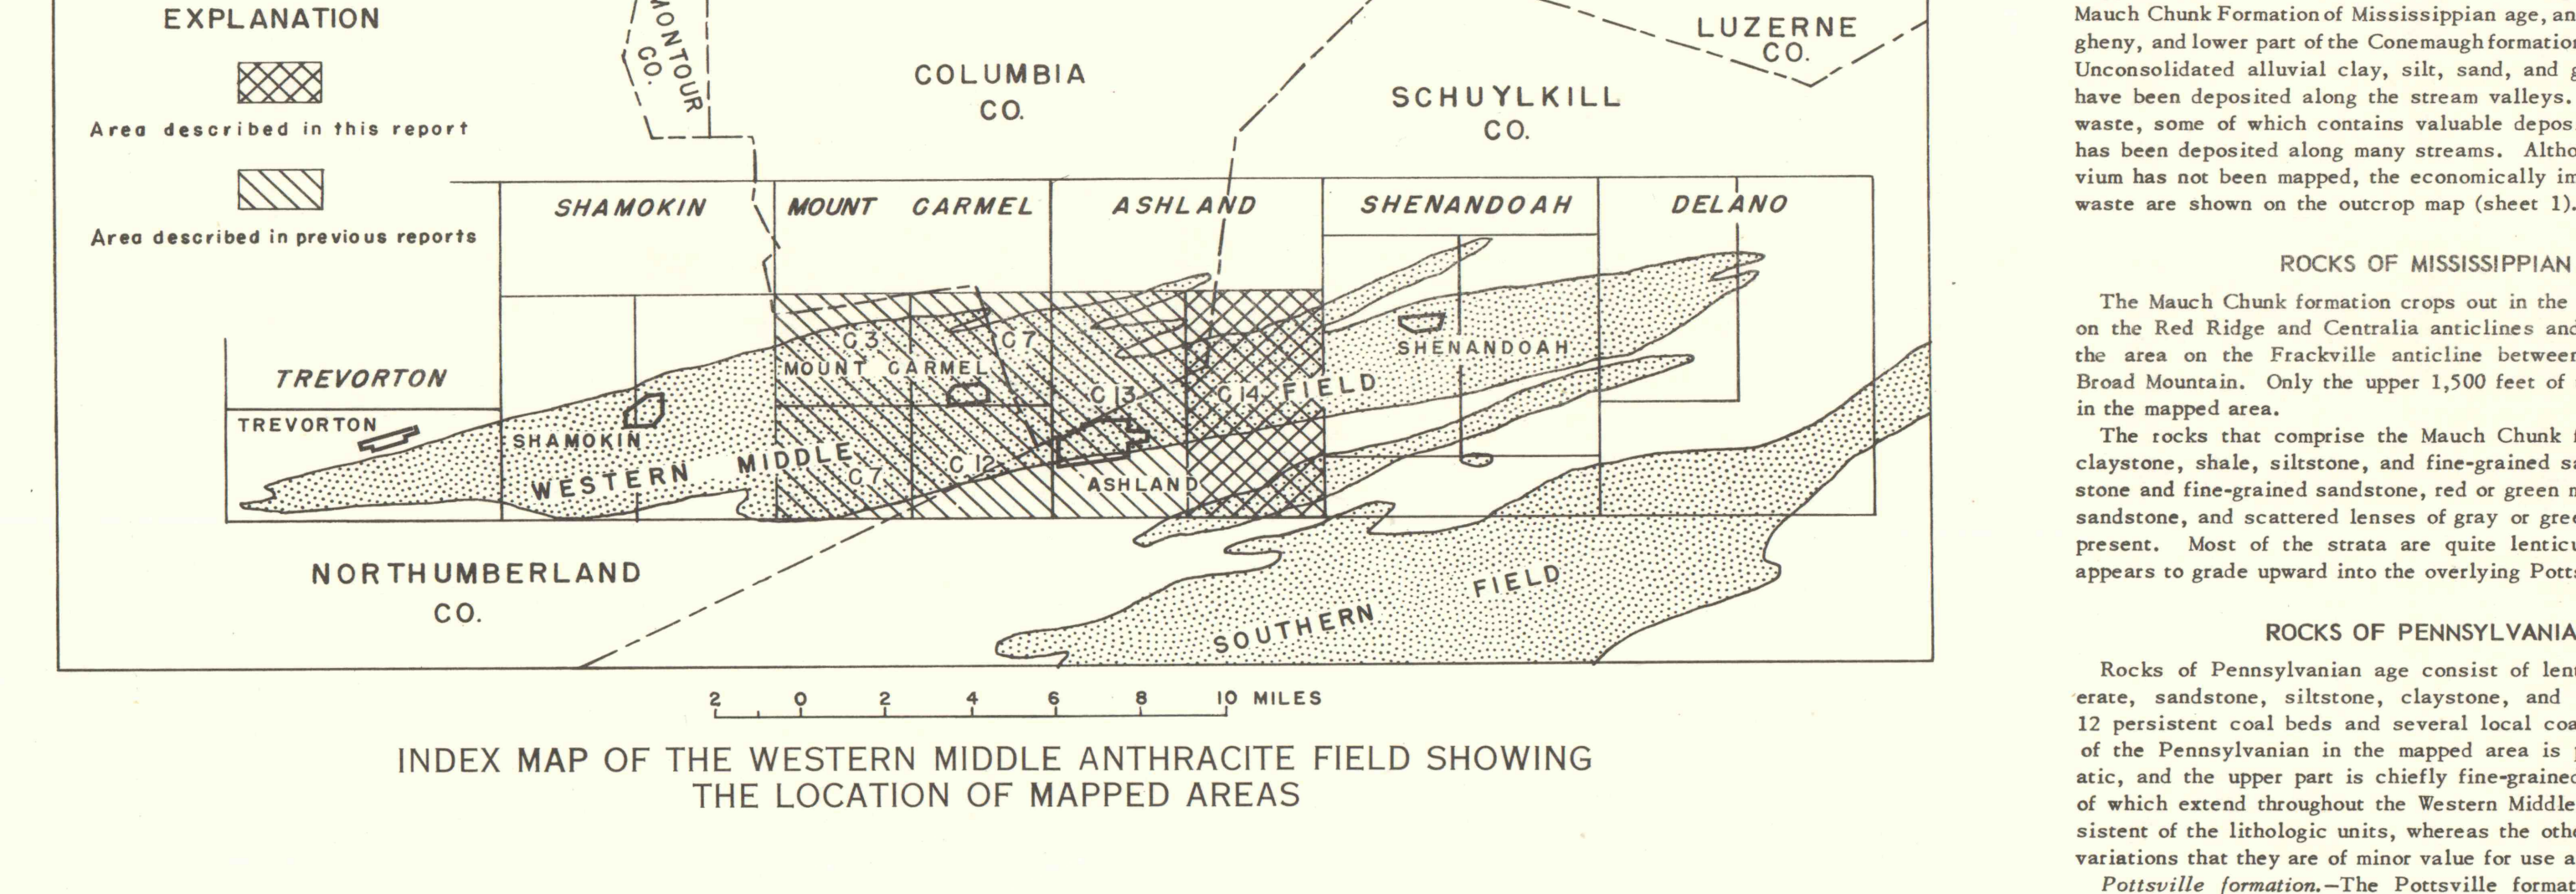 EXPLANATION
Area described in this report
Area described in previous reports
MONTOUR
CO.
COLUMBIA
CO.
LUZERNE
CO.
SCHUYLKILL
CO.
SHAMOKIN
MOUNT CARMEL
ASHLAND
SHENANDOAH
DELANO
TREVORTON
TREVORTON
SHAMOKIN
C 3
C 7
MOUNT CARMEL
C 13
C 14
SHENANDOAH
WESTERN MIDDLE FIELD
C 7
C 12
ASHLAND
NORTHUMBERLAND
CO.
SOUTHERN FIELD
2 0 2 4 6 8 10 MILES
INDEX MAP OF THE WESTERN MIDDLE ANTHRACITE FIELD SHOWING
THE LOCATION OF MAPPED AREAS
Mauch Chunk Formation of Mississippian age, an
gheny, and lower part of the Conemaugh formation
Unconsolidated alluvial clay, silt, sand, and g
have been deposited along the stream valleys.
waste, some of which contains valuable depos
has been deposited along many streams. Altho
vium has not been mapped, the economically im
waste are shown on the outcrop map (sheet 1).
ROCKS OF MISSISSIPPIAN
The Mauch Chunk formation crops out in the
on the Red Ridge and Centralia anticlines and
the area on the Frackville anticline between
Broad Mountain. Only the upper 1,500 feet of
in the mapped area.
The rocks that comprise the Mauch Chunk f
claystone, shale, siltstone, and fine-grained sa
stone and fine-grained sandstone, red or green m
sandstone, and scattered lenses of gray or gree
present. Most of the strata are quite lenticu
appears to grade upward into the overlying Potts
ROCKS OF PENNSYLVANIA
Rocks of Pennsylvanian age consist of len
erate, sandstone, siltstone, claystone, and
12 persistent coal beds and several local coa
of the Pennsylvanian in the mapped area is p
atic, and the upper part is chiefly fine-grained
of which extend throughout the Western Middle
sistent of the lithologic units, whereas the othe
variations that they are of minor value for use a
Pottsville formation.—The Pottsville format